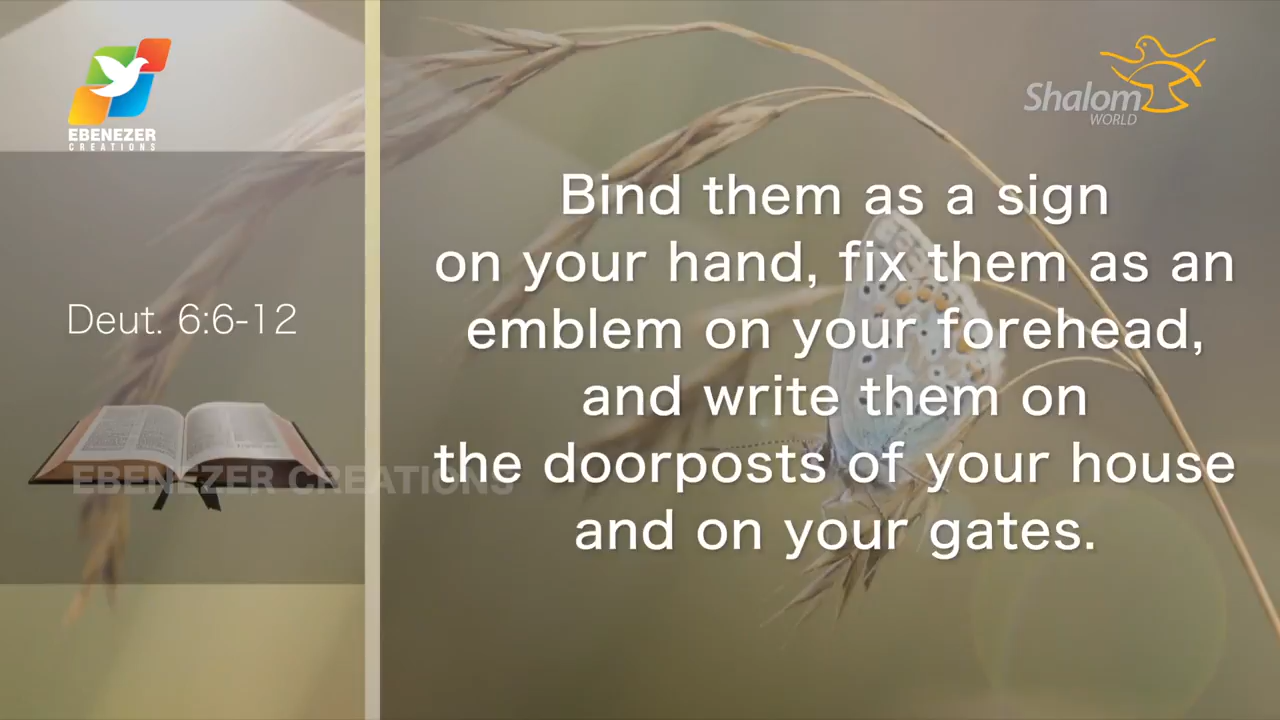 EBENEZER
CREATIONS
Shalom
WORLD
Deut. 6:6-12
Bind them as a sign
on your hand, fix them as an
emblem on your forehead,
and write them on
the doorposts of your house
and on your gates.
EBENEZER CREATIONS